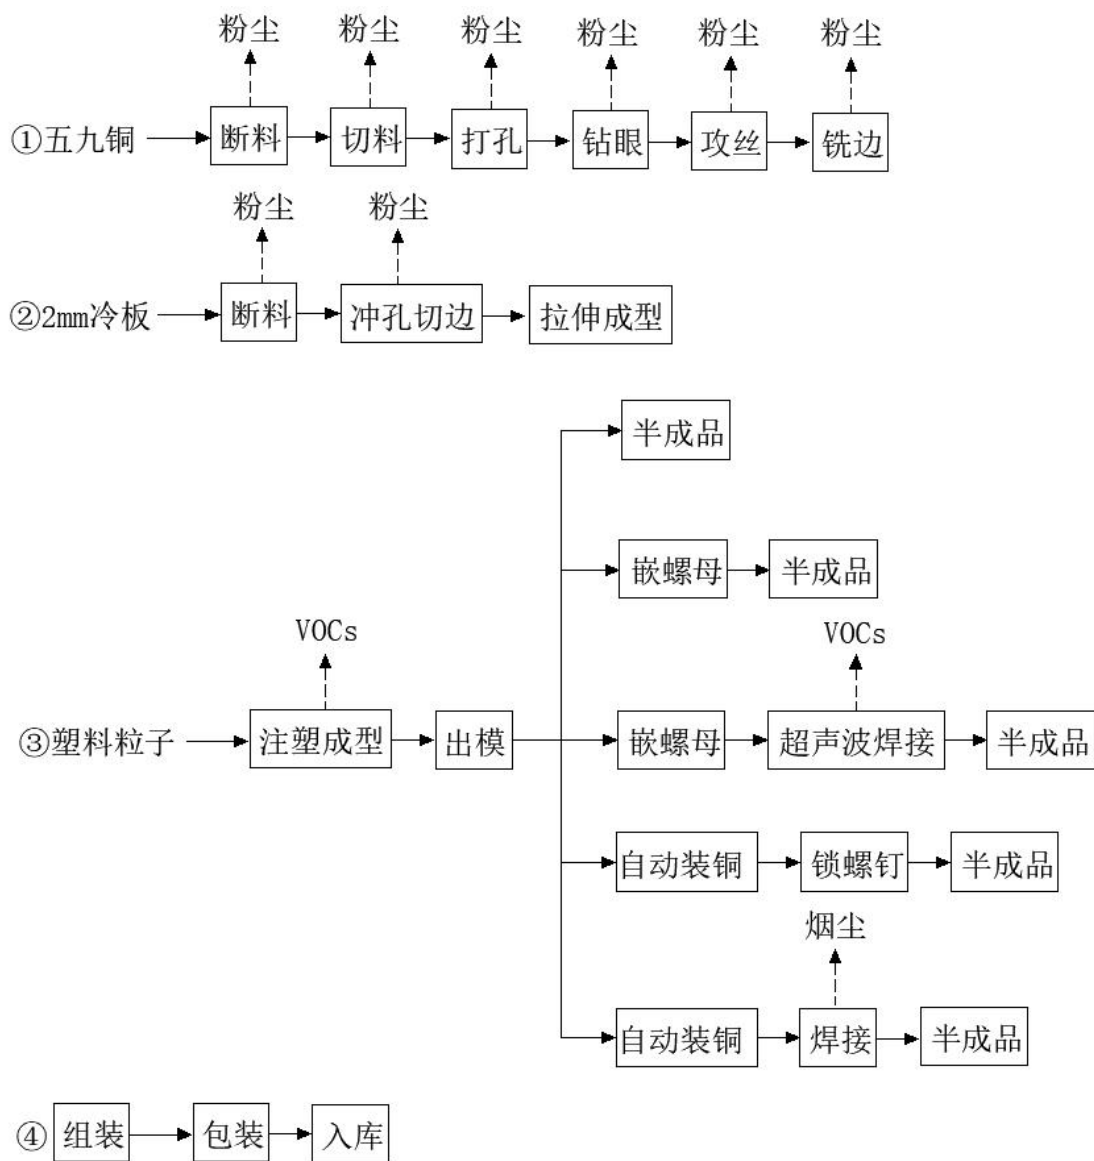 粉尘 粉尘 粉尘 粉尘 粉尘 粉尘
①五九铜 断料 切料 打孔 钻眼 攻丝 铣边
粉尘 粉尘
②2mm冷板 断料 冲孔切边 拉伸成型
半成品
嵌螺母 半成品
VOCs VOCs
③塑料粒子 注塑成型 出模 嵌螺母 超声波焊接 半成品
自动装铜 锁螺钉 半成品
烟尘
自动装铜 焊接 半成品
④ 组装 包装 入库